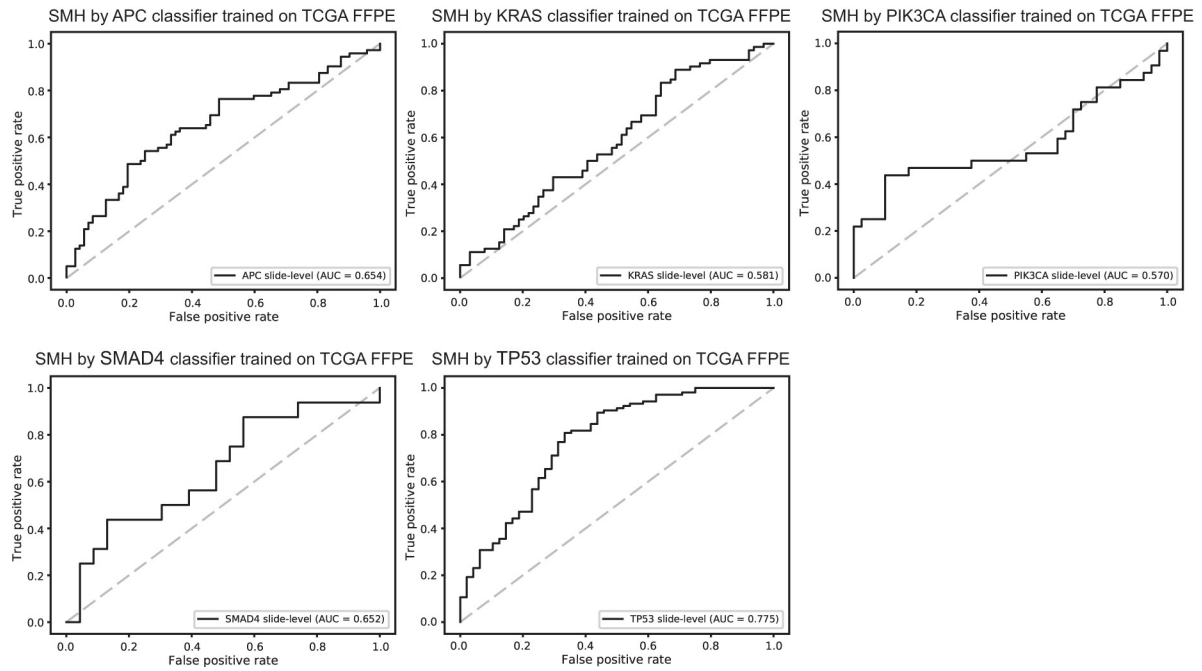 SMH by APC classifier trained on TCGA FFPE
1.0
0.8
0.6
0.4
0.2
0.0
True positive rate
APC slide-level (AUC = 0.654)
0.0 0.2 0.4 0.6 0.8 1.0
False positive rate
SMH by KRAS classifier trained on TCGA FFPE
1.0
0.8
0.6
0.4
0.2
0.0
True positive rate
KRAS slide-level (AUC = 0.581)
0.0 0.2 0.4 0.6 0.8 1.0
False positive rate
SMH by PIK3CA classifier trained on TCGA FFPE
1.0
0.8
0.6
0.4
0.2
0.0
True positive rate
PIK3CA slide-level (AUC = 0.570)
0.0 0.2 0.4 0.6 0.8 1.0
False positive rate
SMH by SMAD4 classifier trained on TCGA FFPE
1.0
0.8
0.6
0.4
0.2
0.0
True positive rate
SMAD4 slide-level (AUC = 0.652)
0.0 0.2 0.4 0.6 0.8 1.0
False positive rate
SMH by TP53 classifier trained on TCGA FFPE
1.0
0.8
0.6
0.4
0.2
0.0
True positive rate
TP53 slide-level (AUC = 0.775)
0.0 0.2 0.4 0.6 0.8 1.0
False positive rate